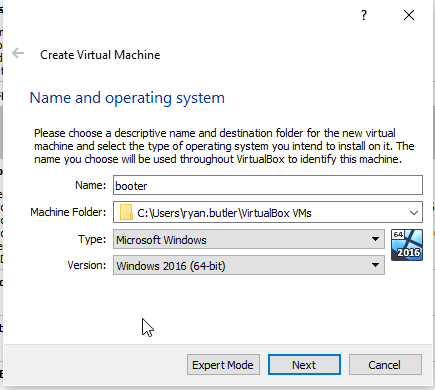 ?
Create Virtual Machine
Name and operating system
Please choose a descriptive name and destination folder for the new virtual
machine and select the type of operating system you intend to install on it. The
name you choose will be used throughout VirtualBox to identify this machine.
Name: booter
Machine Folder: C:\Users\ryan.butler\VirtualBox VMs
Type: Microsoft Windows 64
Version: Windows 2016 (64-bit) 2016
Expert Mode Next Cancel